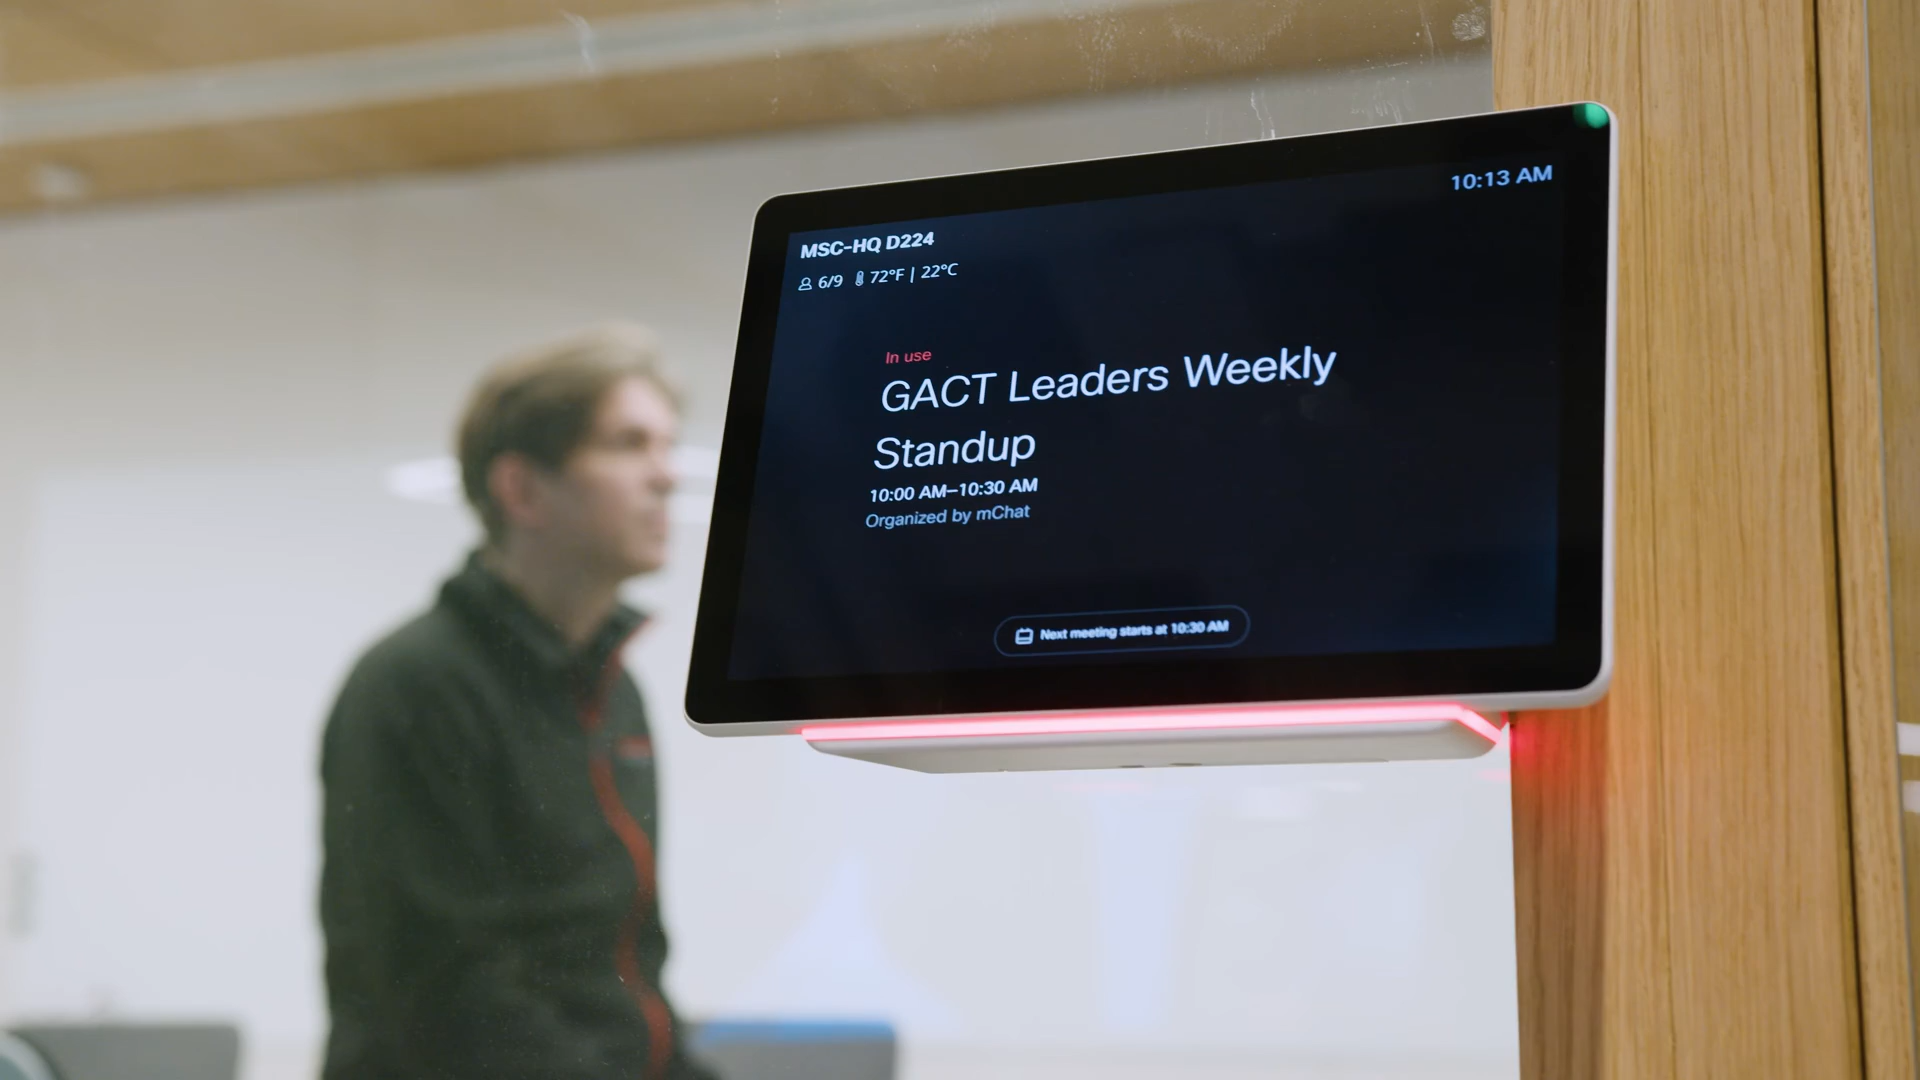 10:13 AM
MSC-HQ D224
6/9 72°F | 22°C
In use
GACT Leaders Weekly
Standup
10:00 AM–10:30 AM
Organized by mChat
Next meeting starts at 10:30 AM